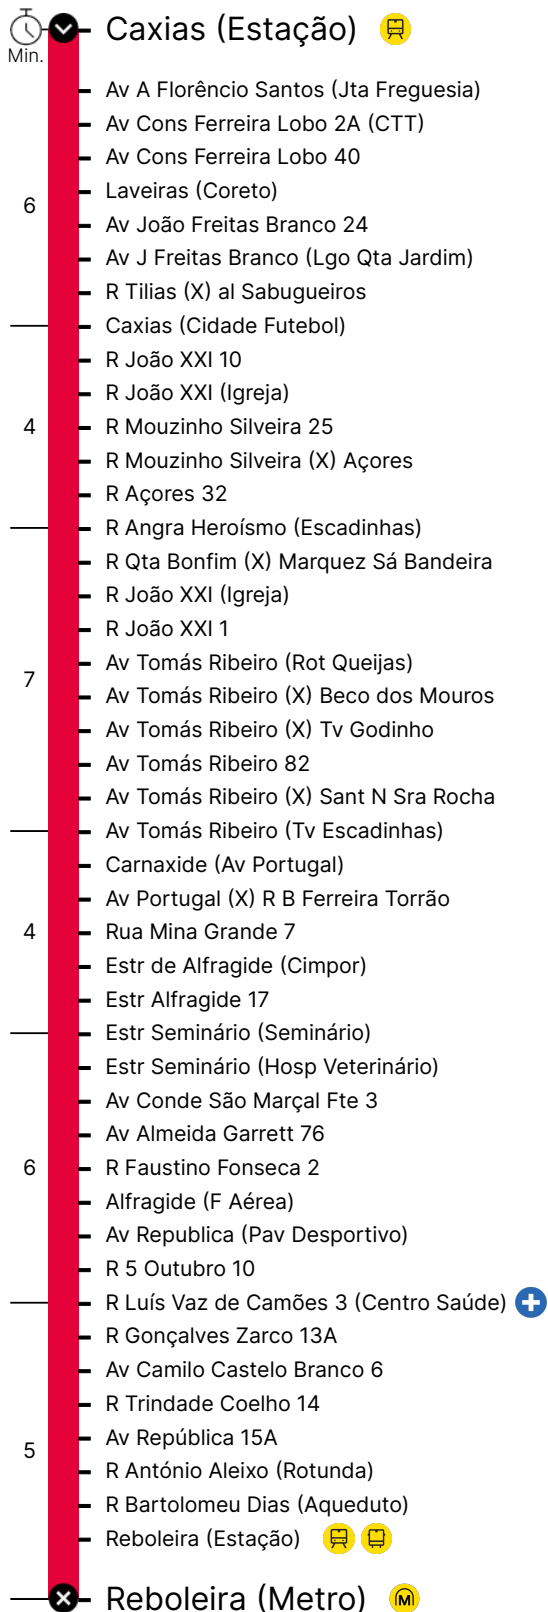 Caxias (Estação)
Min.
Av A Florêncio Santos (Jta Freguesia)
Av Cons Ferreira Lobo 2A (CTT)
Av Cons Ferreira Lobo 40
Laveiras (Coreto)
6
Av João Freitas Branco 24
Av J Freitas Branco (Lgo Qta Jardim)
R Tilias (X) al Sabugueiros
Caxias (Cidade Futebol)
R João XXI 10
R João XXI (Igreja)
4 R Mouzinho Silveira 25
R Mouzinho Silveira (X) Açores
R Açores 32
R Angra Heroísmo (Escadinhas)
R Qta Bonfim (X) Marquez Sá Bandeira
R João XXI (Igreja)
R João XXI 1
Av Tomás Ribeiro (Rot Queijas)
7
Av Tomás Ribeiro (X) Beco dos Mouros
Av Tomás Ribeiro (X) Tv Godinho
Av Tomás Ribeiro 82
Av Tomás Ribeiro (X) Sant N Sra Rocha
Av Tomás Ribeiro (Tv Escadinhas)
Carnaxide (Av Portugal)
Av Portugal (X) R B Ferreira Torrão
4 Rua Mina Grande 7
Estr de Alfragide (Cimpor)
Estr Alfragide 17
Estr Seminário (Seminário)
Estr Seminário (Hosp Veterinário)
Av Conde São Marçal Fte 3
Av Almeida Garrett 76
6 R Faustino Fonseca 2
Alfragide (F Aérea)
Av Republica (Pav Desportivo)
R 5 Outubro 10
R Luís Vaz de Camões 3 (Centro Saúde)
R Gonçalves Zarco 13A
Av Camilo Castelo Branco 6
R Trindade Coelho 14
Av República 15A
5
R António Aleixo (Rotunda)
R Bartolomeu Dias (Aqueduto)
Reboleira (Estação)
Reboleira (Metro) M